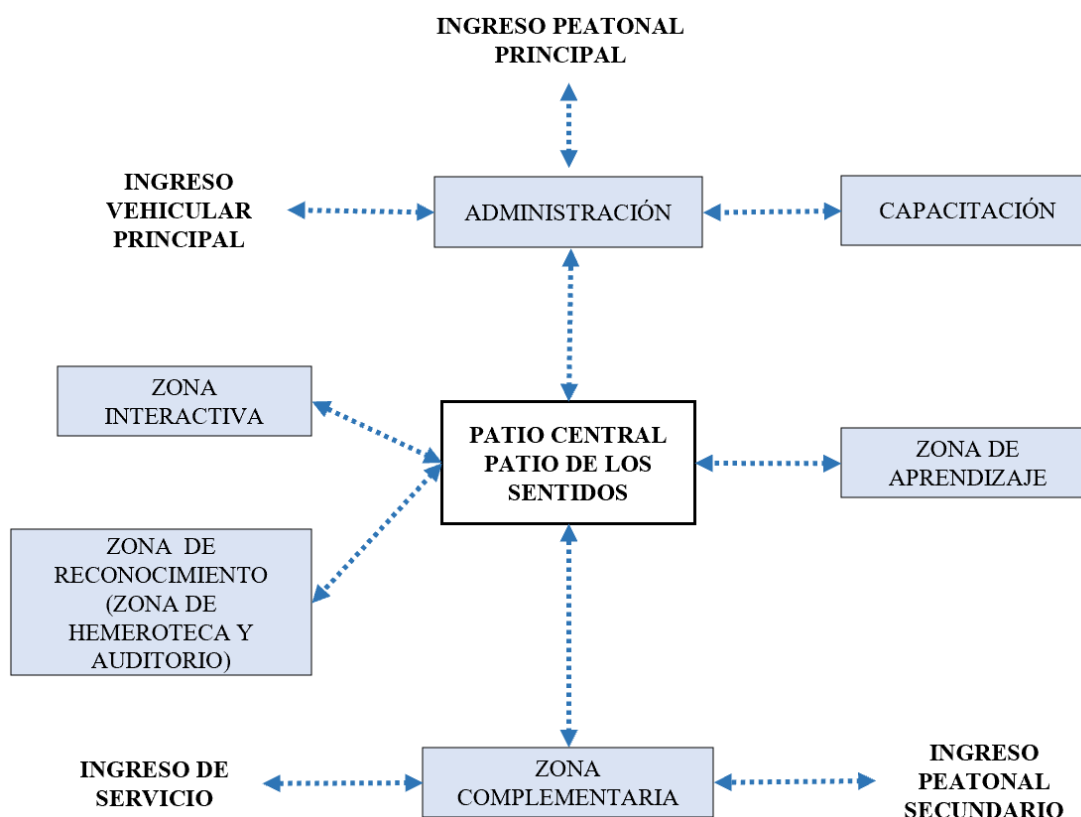 INGRESO PEATONAL
PRINCIPAL
INGRESO
VEHICULAR
PRINCIPAL
ADMINISTRACIÓN
CAPACITACIÓN
ZONA
INTERACTIVA
PATIO CENTRAL
PATIO DE LOS
SENTIDOS
ZONA DE
APRENDIZAJE
ZONA DE
RECONOCIMIENTO
(ZONA DE
HEMEROTECA Y
AUDITORIO)
INGRESO DE
SERVICIO
ZONA
COMPLEMENTARIA
INGRESO
PEATONAL
SECUNDARIO